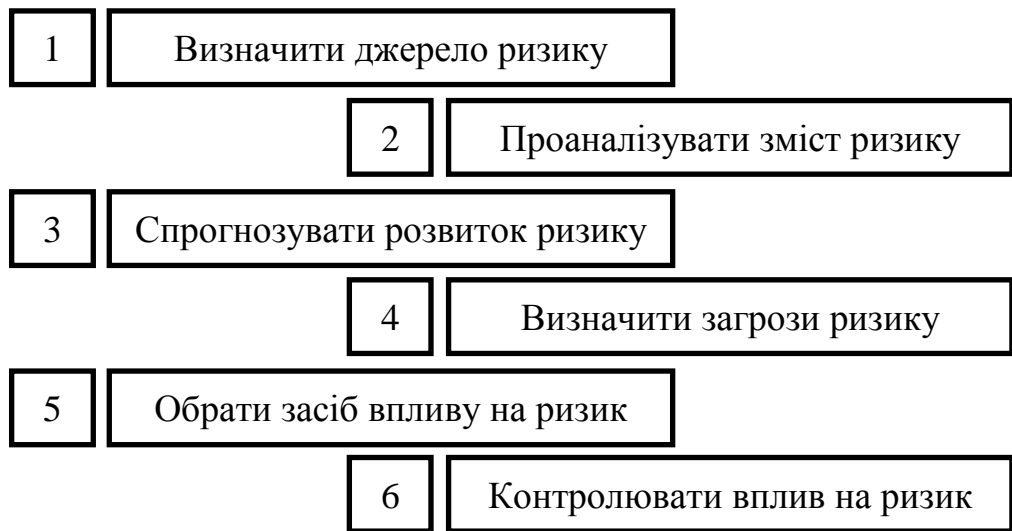 1 Визначити джерело ризику
2 Проаналізувати зміст ризику
3 Спрогнозувати розвиток ризику
4 Визначити загрози ризику
5 Обрати засіб впливу на ризик
6 Контролювати вплив на ризик